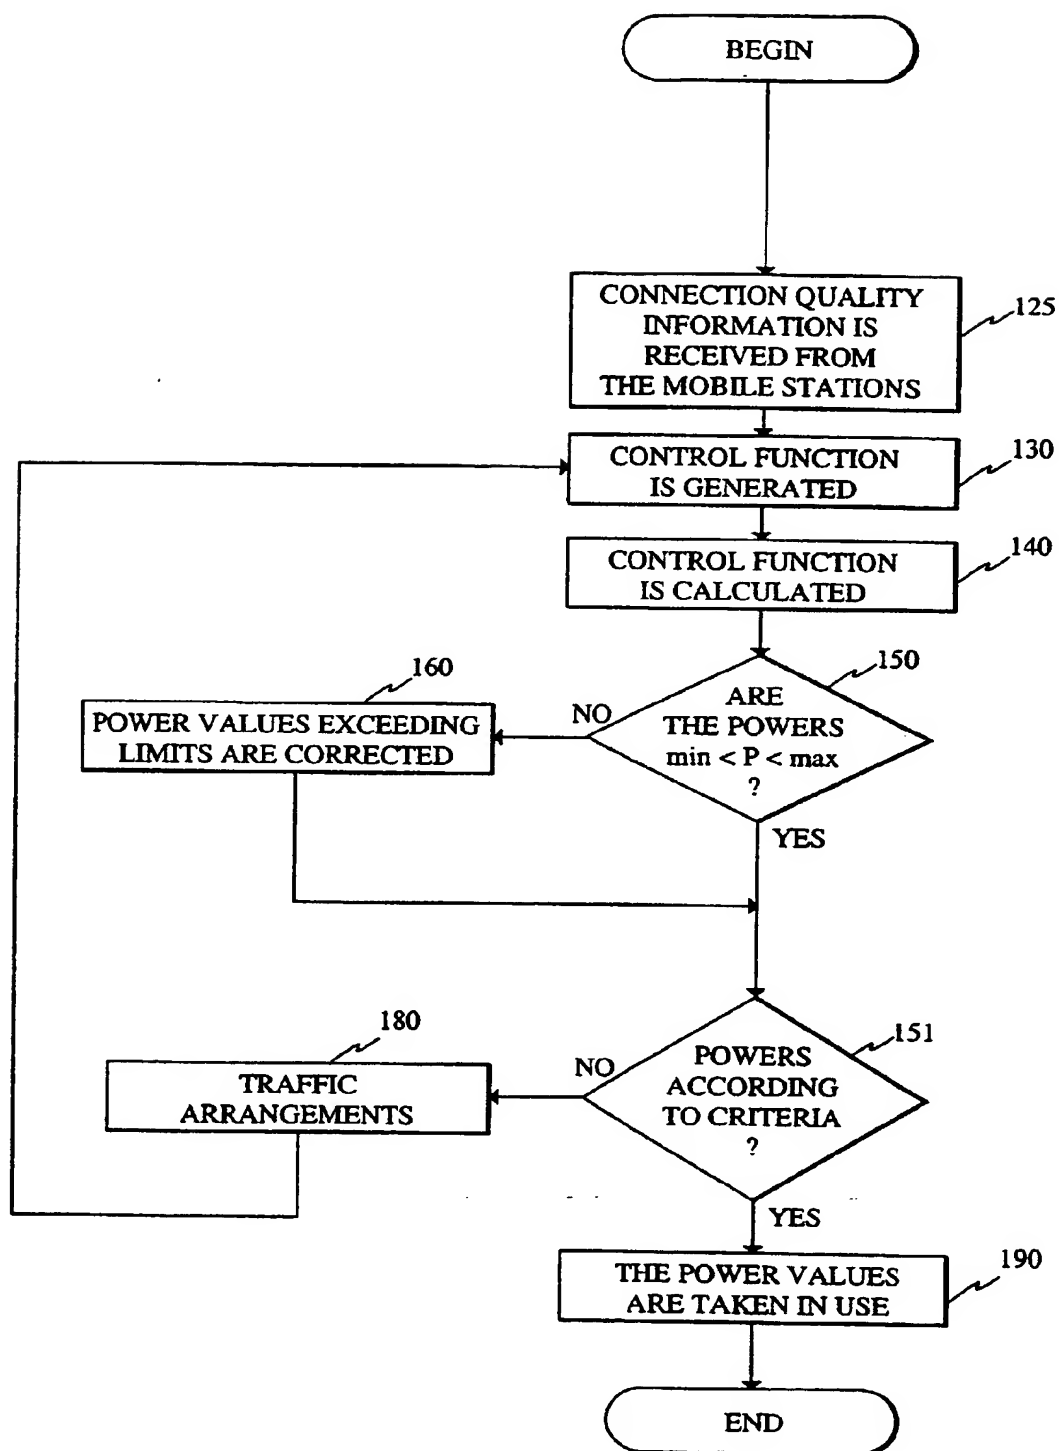 BEGIN
CONNECTION QUALITY
INFORMATION IS
RECEIVED FROM
THE MOBILE STATIONS
125
CONTROL FUNCTION
IS GENERATED
130
CONTROL FUNCTION
IS CALCULATED
140
160
POWER VALUES EXCEEDING
LIMITS ARE CORRECTED
NO
ARE
THE POWERS
min < P < max
?
150
YES
180
TRAFFIC
ARRANGEMENTS
NO
POWERS
ACCORDING
TO CRITERIA
?
151
YES
THE POWER VALUES
ARE TAKEN IN USE
190
END